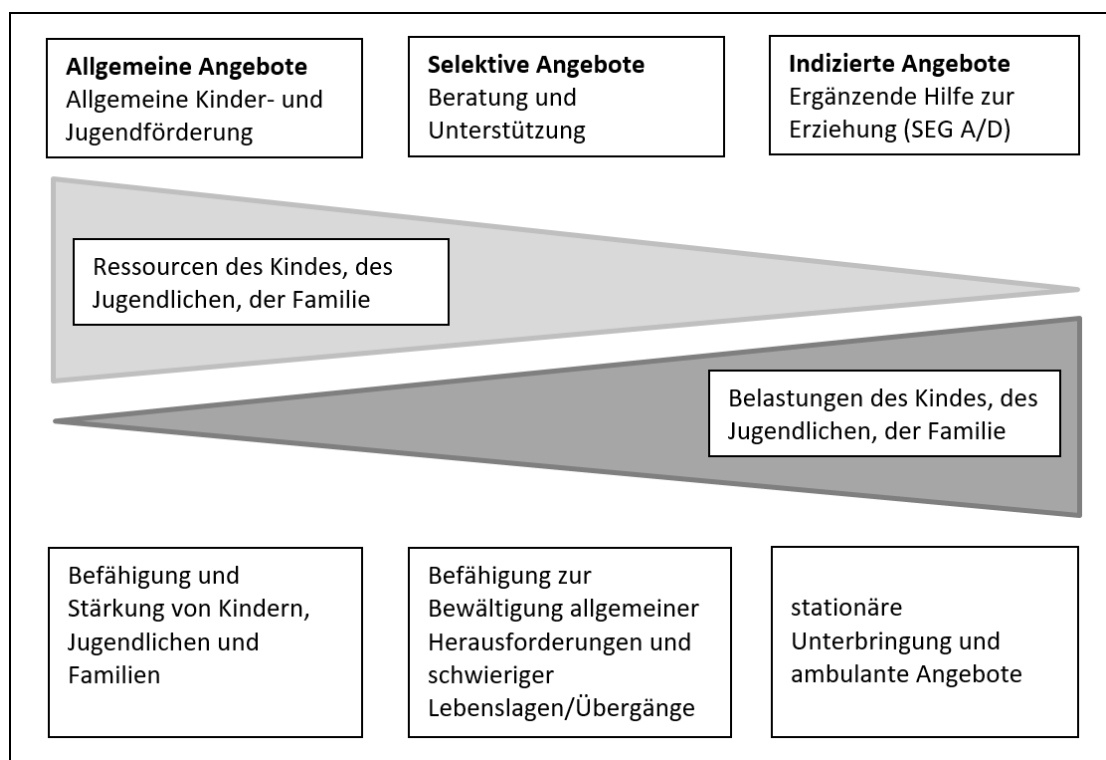 Allgemeine Angebote
Allgemeine Kinder- und
Jugendförderung
Selektive Angebote
Beratung und
Unterstützung
Indizierte Angebote
Ergänzende Hilfe zur
Erziehung (SEG A/D)
Ressourcen des Kindes, des
Jugendlichen, der Familie
Belastungen des Kindes, des
Jugendlichen, der Familie
Befähigung und
Stärkung von Kindern,
Jugendlichen und
Familien
Befähigung zur
Bewältigung allgemeiner
Herausforderungen und
schwieriger
Lebenslagen/Übergänge
stationäre
Unterbringung und
ambulante Angebote